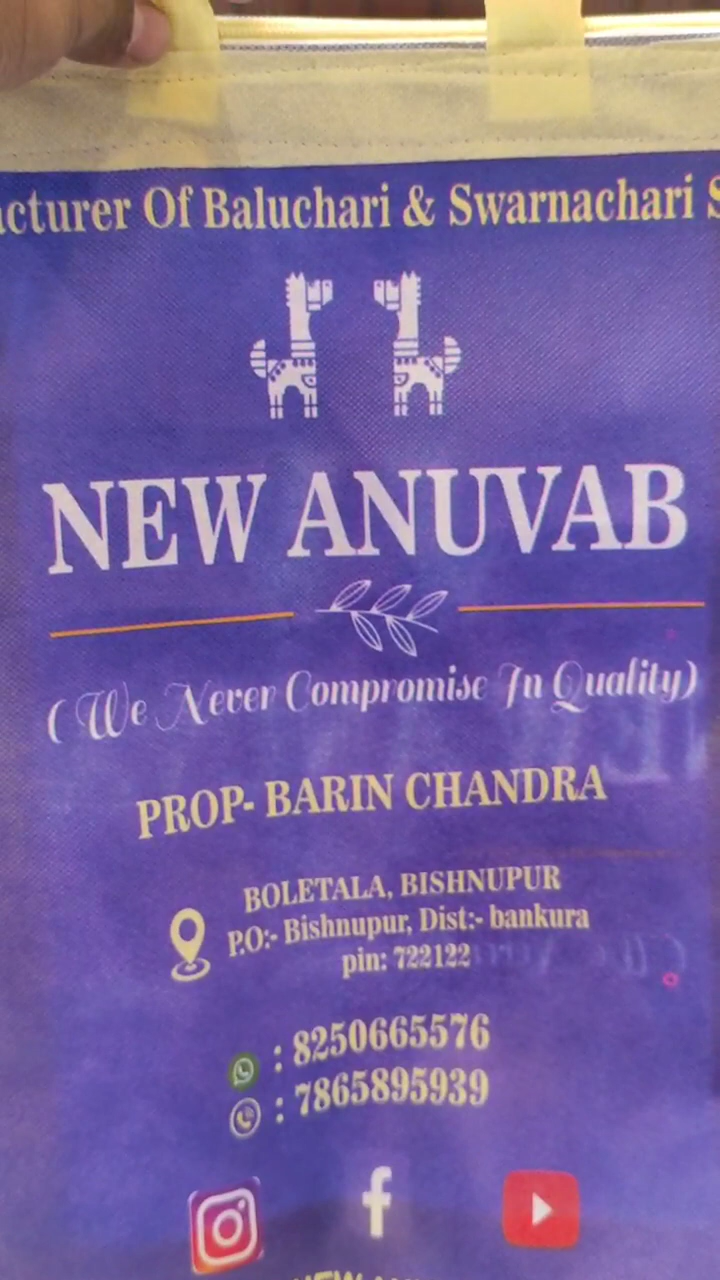 acturer Of Baluchari & Swarnachari S
NEW ANUVAB
( We Never Compromise In Quality)
PROP- BARIN CHANDRA
BOLETALA, BISHNUPUR
P.O:- Bishnupur, Dist:- bankura
pin: 722122
: 8250665576
: 7865895939
NEW